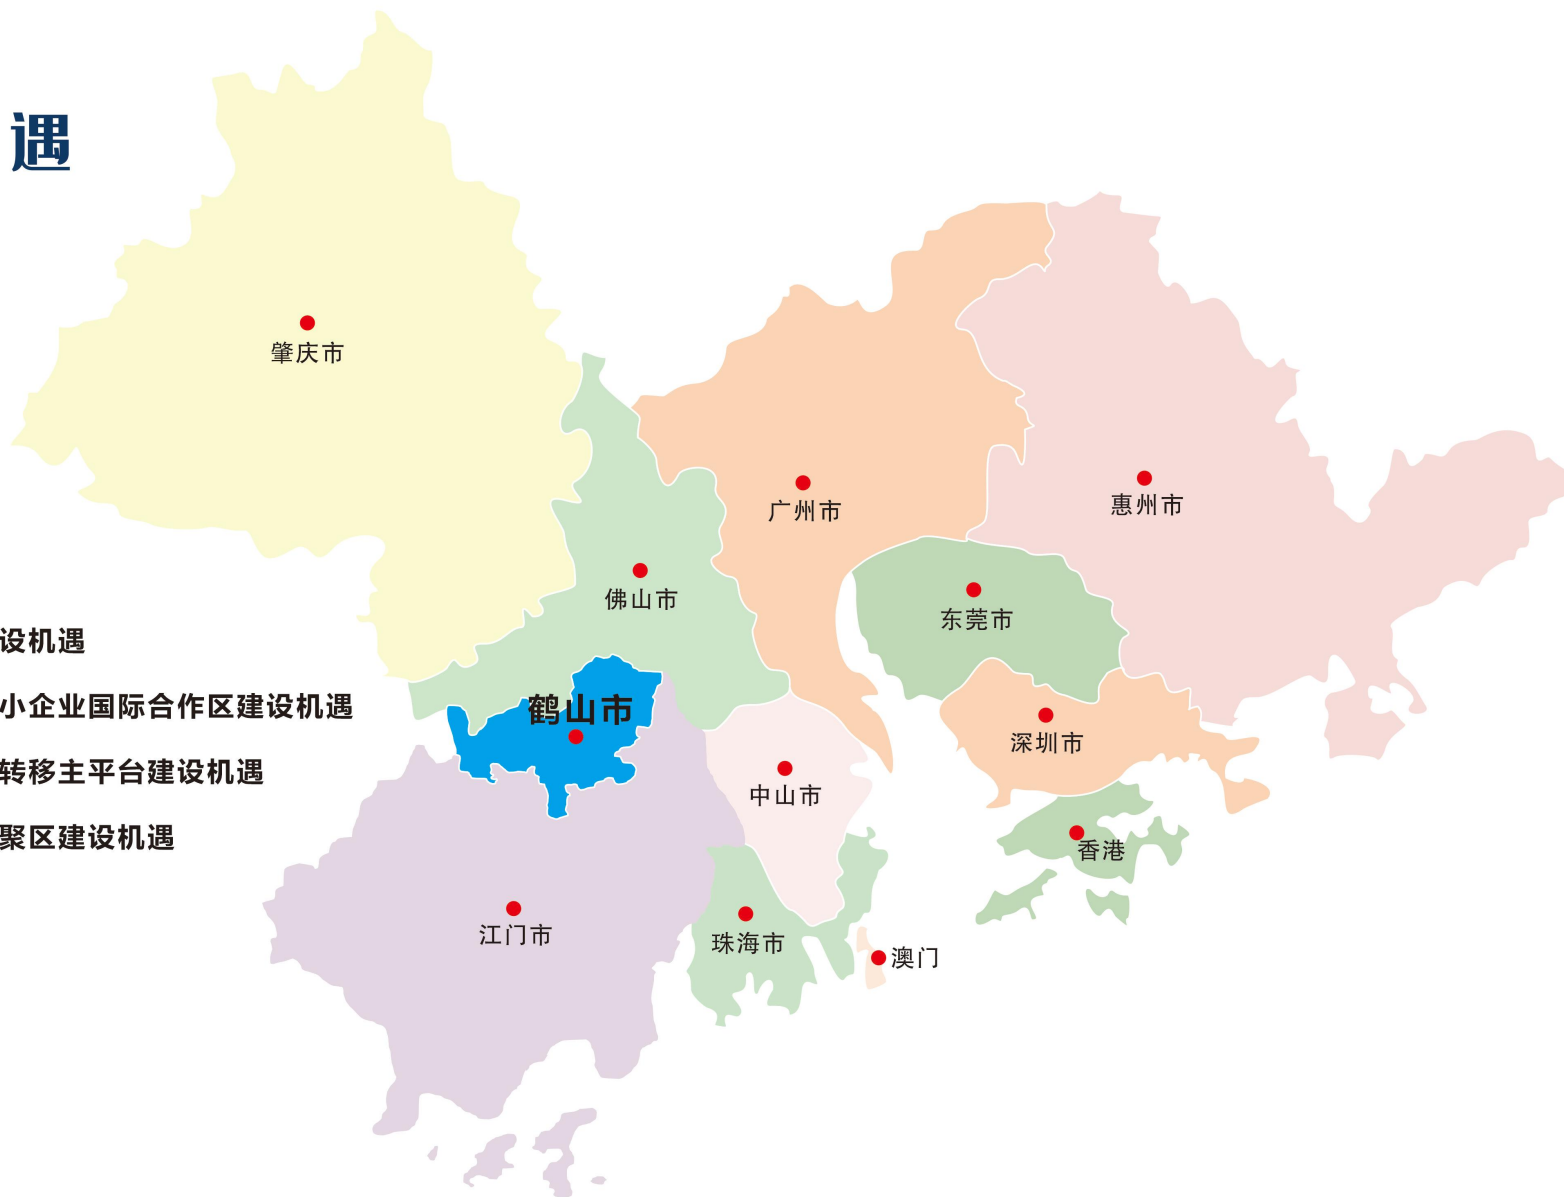 遇
肇庆市
广州市
惠州市
佛山市
东莞市
设机遇
小企业国际合作区建设机遇
鹤山市
深圳市
转移主平台建设机遇
中山市
聚区建设机遇
香港
江门市
珠海市
澳门